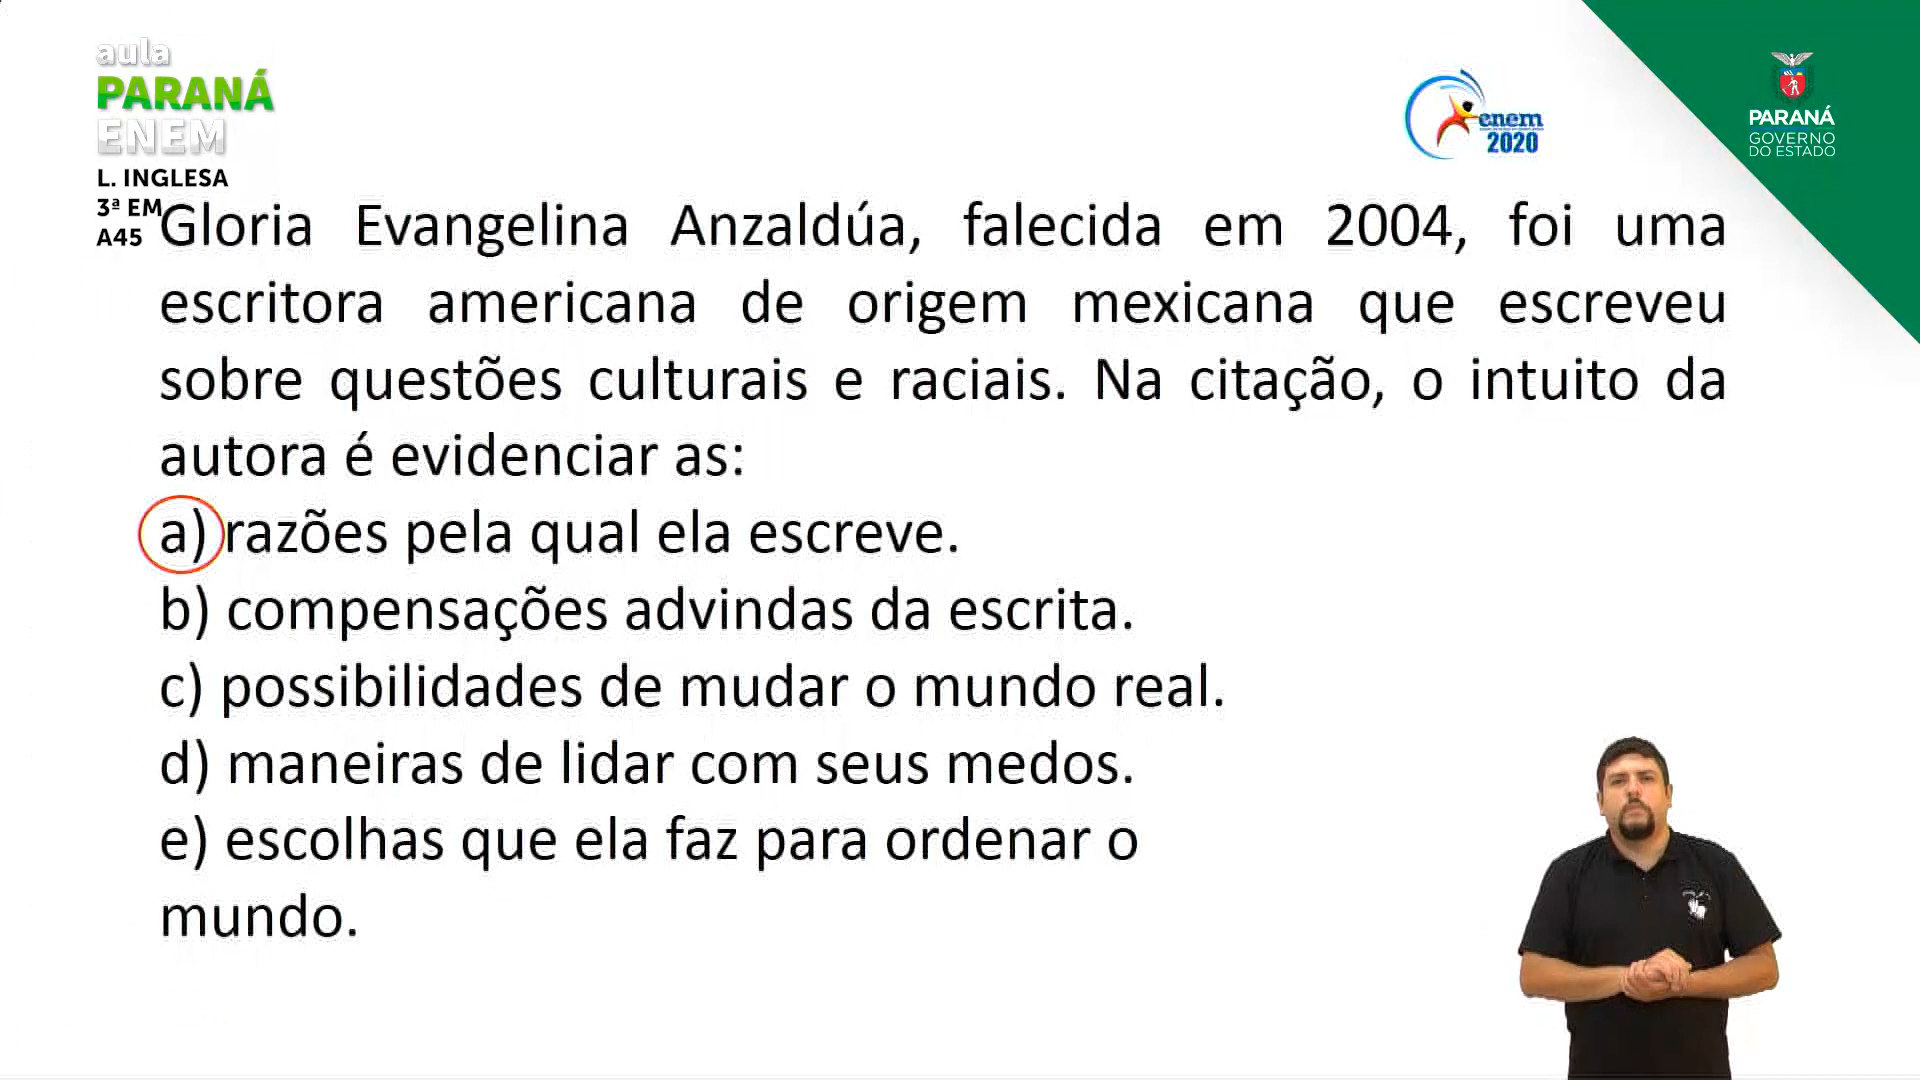 aula
PARANÁ
ENEM
L. INGLESA
3ª EM
A45
enem
2020
PARANÁ
GOVERNO
DO ESTADO
Gloria Evangelina Anzaldúa, falecida em 2004, foi uma
escritora americana de origem mexicana que escreveu
sobre questões culturais e raciais. Na citação, o intuito da
autora é evidenciar as:
a) razões pela qual ela escreve.
b) compensações advindas da escrita.
c) possibilidades de mudar o mundo real.
d) maneiras de lidar com seus medos.
e) escolhas que ela faz para ordenar o
mundo.